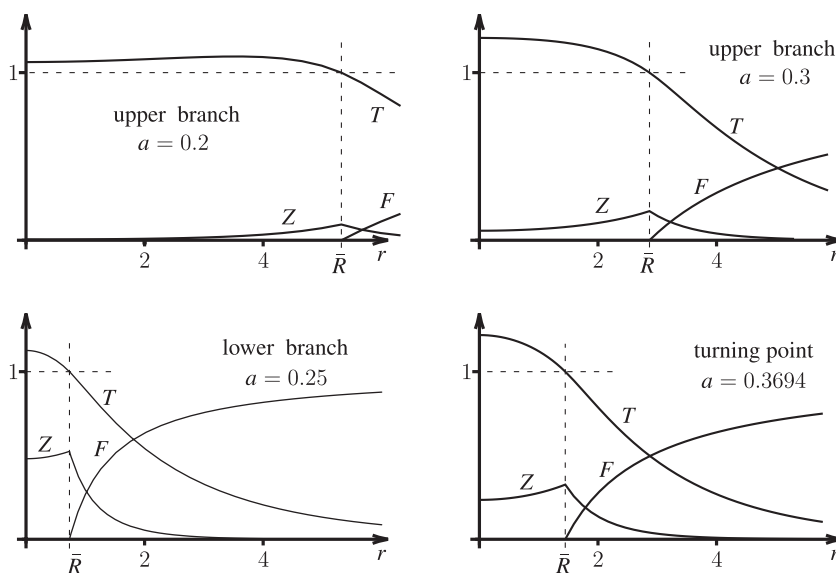 1
upper branch
a = 0.2
T
Z
F
2
4
R̄
r
1
upper branch
a = 0.3
T
F
Z
2
R̄
4
r
1
lower branch
a = 0.25
T
Z
F
R̄
2
4
r
1
turning point
a = 0.3694
T
Z
F
R̄
2
4
r